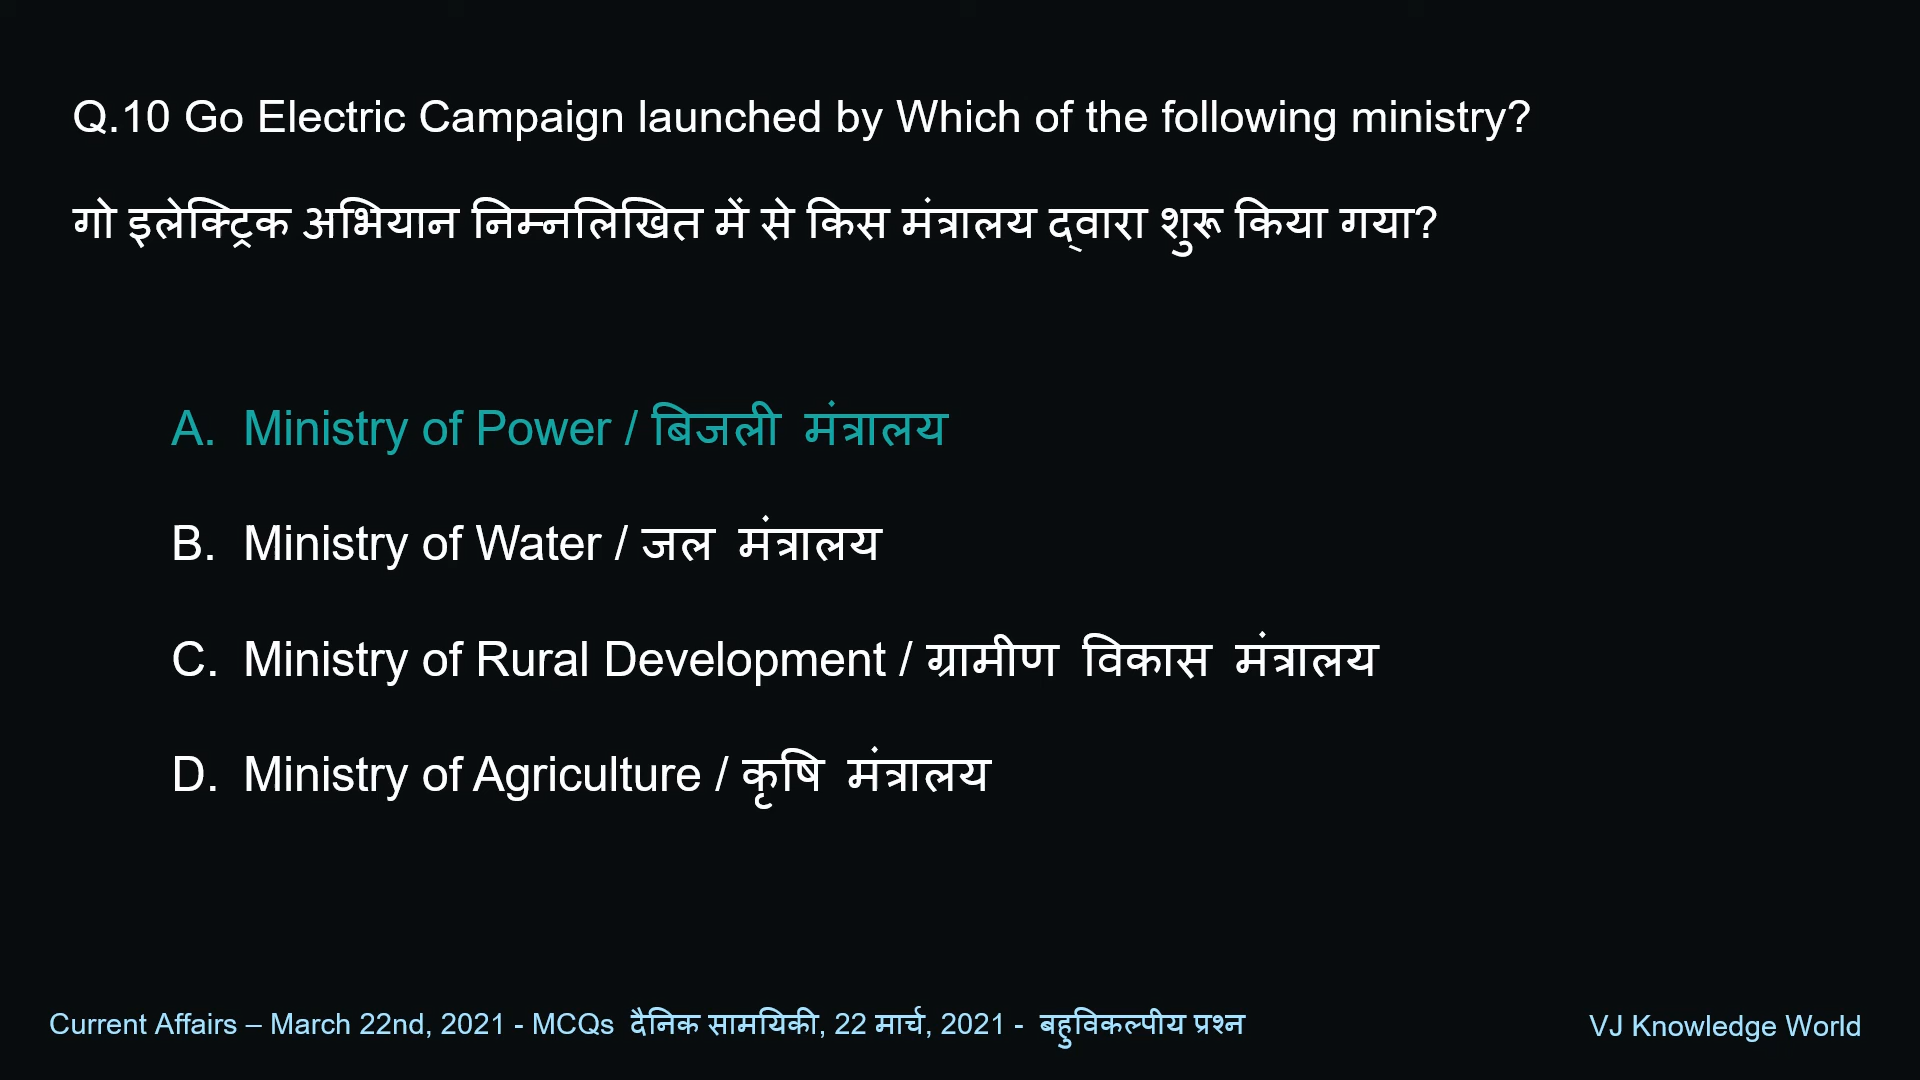 Q.10 Go Electric Campaign launched by Which of the following ministry?
गो इलेक्ट्रिक अभियान निम्नलिखित में से किस मंत्रालय द्वारा शुरू किया गया?
A. Ministry of Power / बिजली मंत्रालय
B. Ministry of Water / जल मंत्रालय
C. Ministry of Rural Development / ग्रामीण विकास मंत्रालय
D. Ministry of Agriculture / कृषि मंत्रालय
Current Affairs – March 22nd, 2021 - MCQs दैनिक सामयिकी, 22 मार्च, 2021 - बहुविकल्पीय प्रश्न
VJ Knowledge World